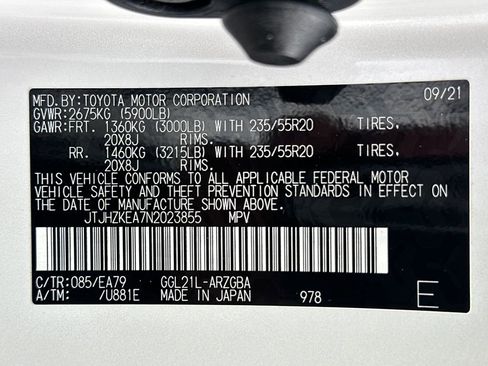 MFD.BY:TOYOTA MOTOR CORPORATION 09/21
GVWR:2675KG (5900LB)
GAWR:FRT. 1360KG (3000LB) WITH 235/55R20 TIRES,
20X8J RIMS.
RR. 1460KG (3215LB) WITH 235/55R20 TIRES,
20X8J RIMS.
THIS VEHICLE CONFORMS TO ALL APPLICABLE FEDERAL MOTOR
VEHICLE SAFETY AND THEFT PREVENTION STANDARDS IN EFFECT
ON THE DATE OF MANUFACTURE SHOWN ABOVE.
JTJHZKEA7N2023855 MPV
C/TR:085/EA79 GGL21L-ARZGBA
A/TM: /U881E MADE IN JAPAN 978 E